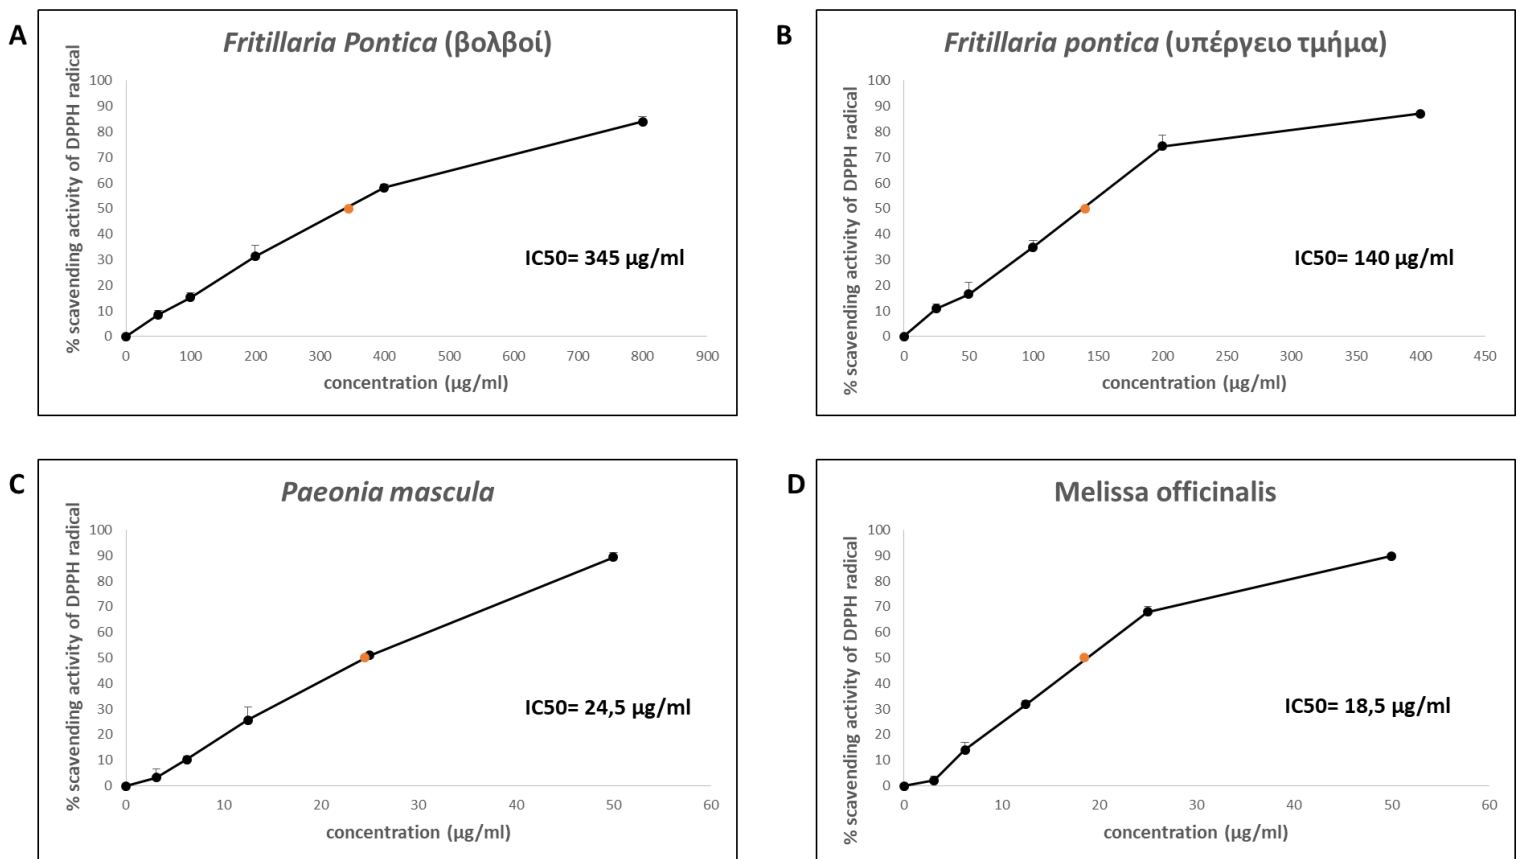 A
Fritillaria Pontica (βολβοί)
% scavending activity of DPPH radical
100
90
80
70
60
50
40
30
20
10
0
IC50= 345 μg/ml
0 100 200 300 400 500 600 700 800 900
concentration (μg/ml)
B
Fritillaria pontica (υπέργειο τμήμα)
% scavending activity of DPPH radical
100
90
80
70
60
50
40
30
20
10
0
IC50= 140 μg/ml
0 50 100 150 200 250 300 350 400 450
concentration (μg/ml)
C
Paeonia mascula
% scavending activity of DPPH radical
100
90
80
70
60
50
40
30
20
10
0
IC50= 24,5 μg/ml
0 10 20 30 40 50 60
concentration (μg/ml)
D
Melissa officinalis
% scavending activity of DPPH radical
100
90
80
70
60
50
40
30
20
10
0
IC50= 18,5 μg/ml
0 10 20 30 40 50 60
concentration (μg/ml)